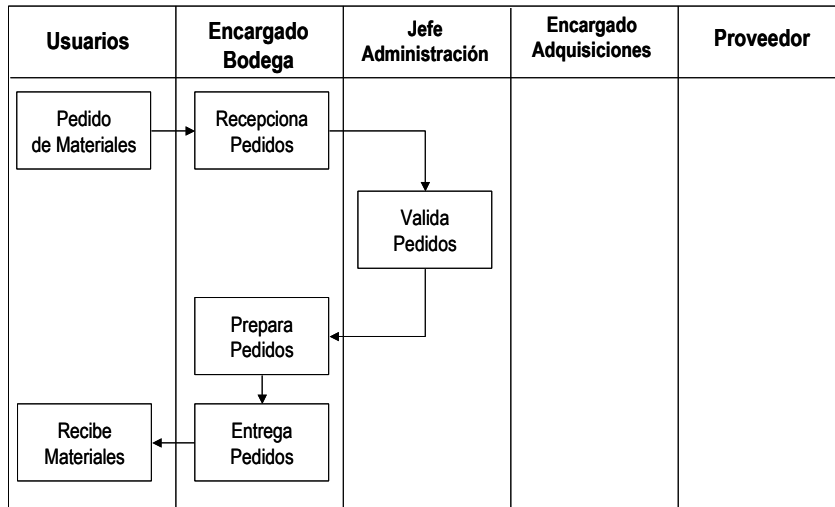 Usuarios
Encargado
Bodega
Jefe
Administración
Encargado
Adquisiciones
Proveedor
Pedido
de Materiales
Recepciona
Pedidos
Valida
Pedidos
Prepara
Pedidos
Recibe
Materiales
Entrega
Pedidos